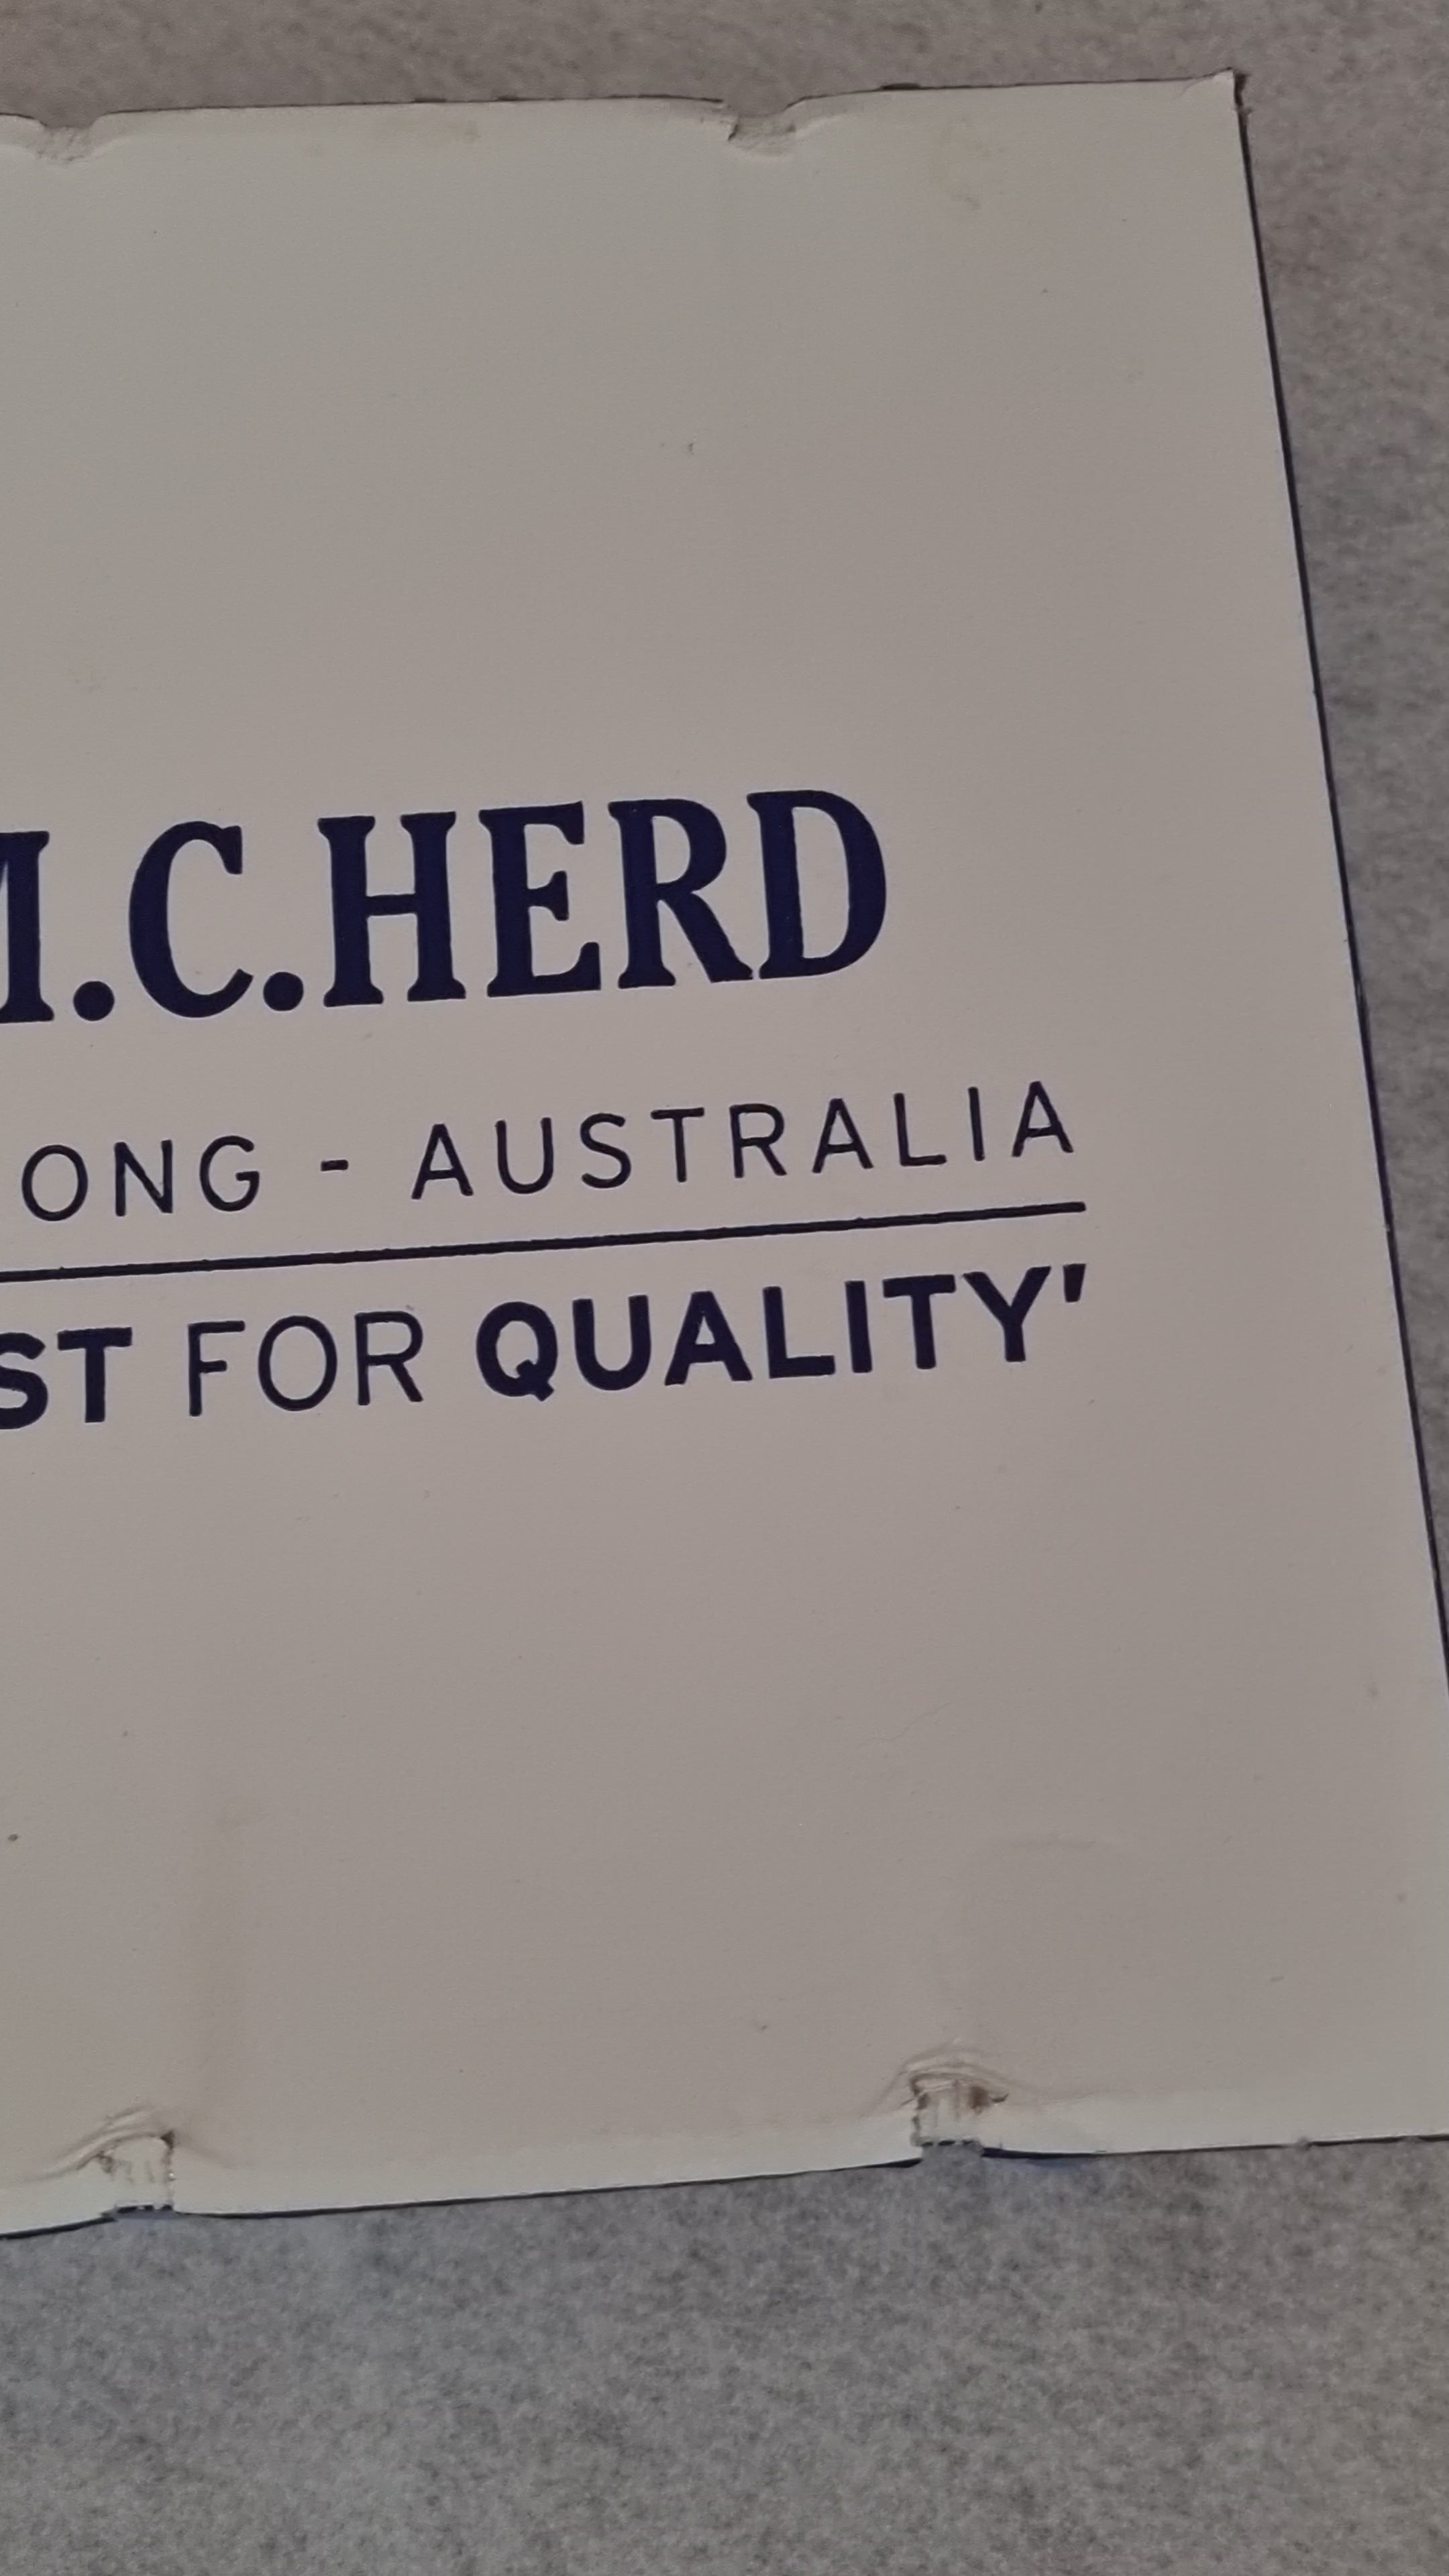 M.C.HERD
ONG - AUSTRALIA
ST FOR QUALITY'